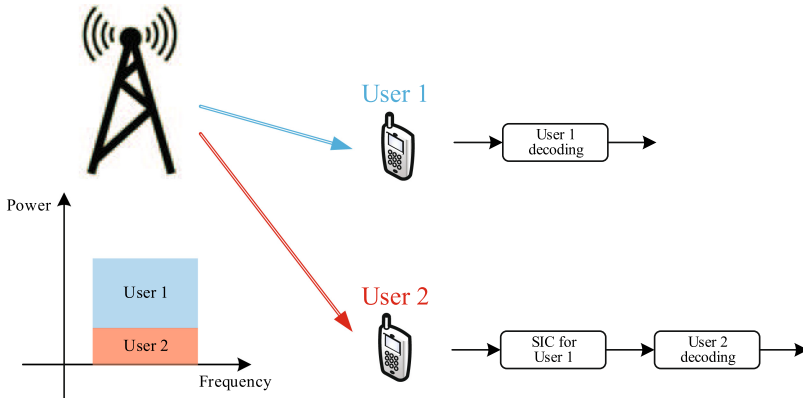 User 1
User 1
decoding
Power
User 1
User 2
Frequency
User 2
SIC for
User 1
User 2
decoding